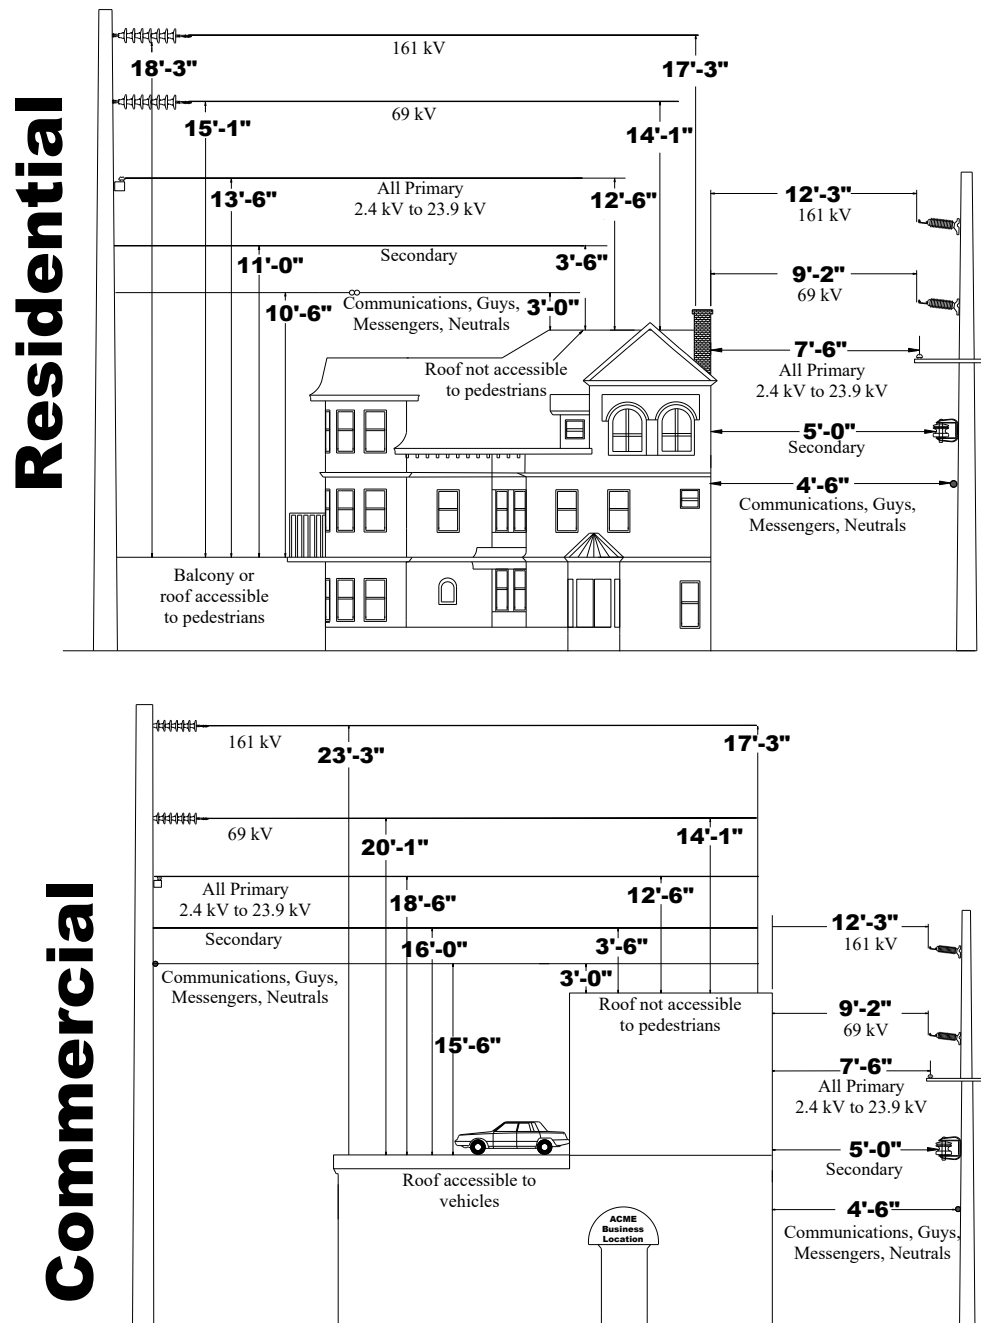 Residential
161 kV
18'-3"
17'-3"
69 kV
15'-1"
14'-1"
All Primary
2.4 kV to 23.9 kV
13'-6"
12'-6"
12'-3"
161 kV
Secondary
11'-0"
3'-6"
9'-2"
69 kV
Communications, Guys,
Messengers, Neutrals
10'-6"
3'-0"
7'-6"
All Primary
2.4 kV to 23.9 kV
Roof not accessible
to pedestrians
5'-0"
Secondary
4'-6"
Communications, Guys,
Messengers, Neutrals
Balcony or
roof accessible
to pedestrians
Commercial
161 kV
23'-3"
17'-3"
69 kV
20'-1"
14'-1"
All Primary
2.4 kV to 23.9 kV
18'-6"
12'-6"
12'-3"
161 kV
Secondary
16'-0"
3'-6"
Communications, Guys,
Messengers, Neutrals
3'-0"
Roof not accessible
to pedestrians
9'-2"
69 kV
15'-6"
7'-6"
All Primary
2.4 kV to 23.9 kV
5'-0"
Secondary
Roof accessible to
vehicles
4'-6"
Communications, Guys,
Messengers, Neutrals
ACME
Business
Location